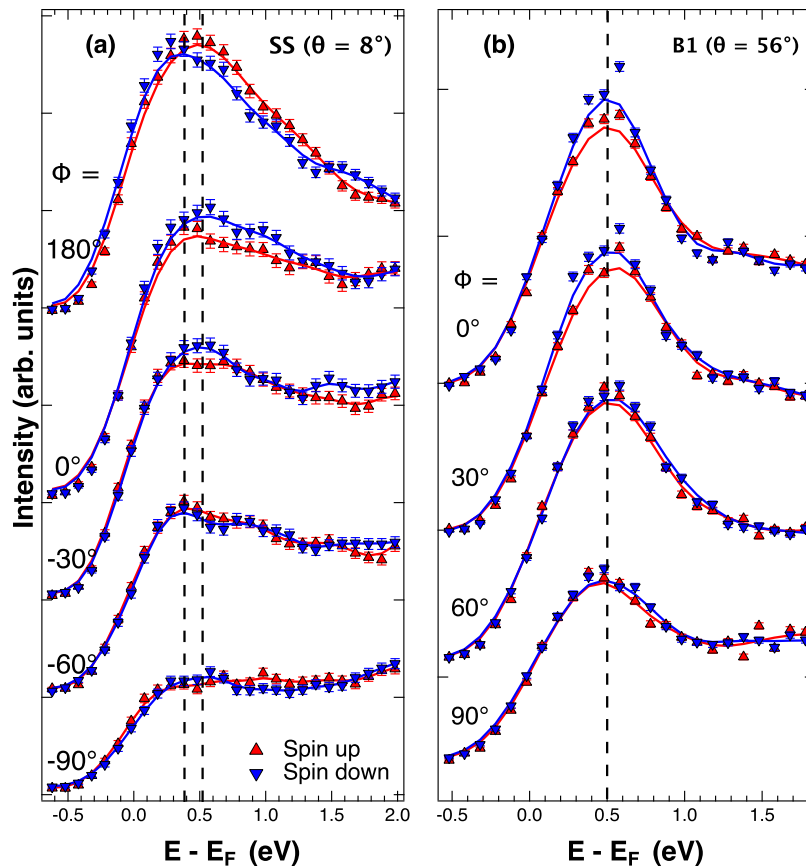 (a)
SS (θ = 8°)
Φ =
180°
0°
-30°
-60°
-90°
Spin up
Spin down
-0.5
0.0
0.5
1.0
1.5
2.0
E - E_F (eV)
Intensity (arb. units)
(b)
B1 (θ = 56°)
Φ =
0°
30°
60°
90°
-0.5
0.0
0.5
1.0
1.5
E - E_F (eV)